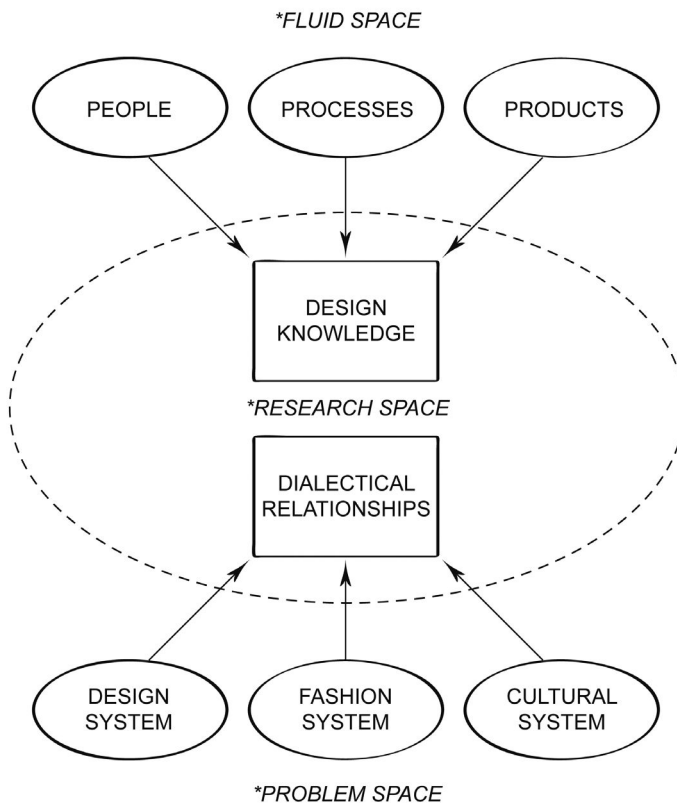 *FLUID SPACE
PEOPLE
PROCESSES
PRODUCTS
DESIGN
KNOWLEDGE
*RESEARCH SPACE
DIALECTICAL
RELATIONSHIPS
DESIGN
SYSTEM
FASHION
SYSTEM
CULTURAL
SYSTEM
*PROBLEM SPACE